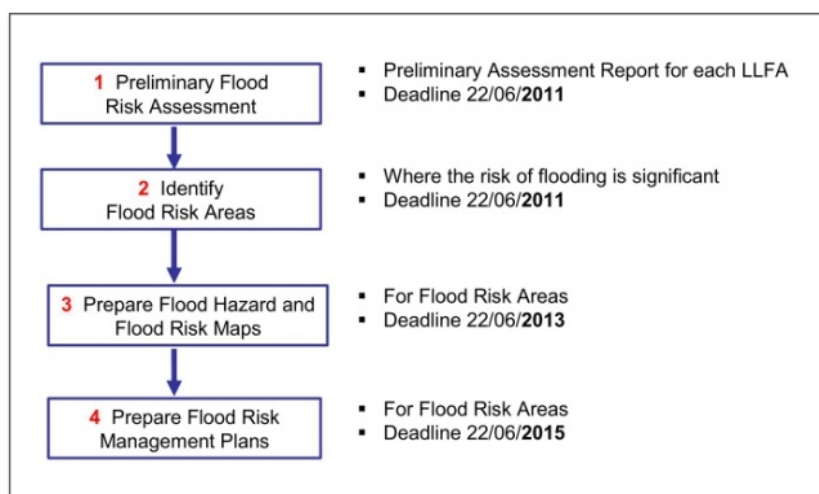 1 Preliminary Flood
Risk Assessment
▪ Preliminary Assessment Report for each LLFA
▪ Deadline 22/06/2011
2 Identify
Flood Risk Areas
▪ Where the risk of flooding is significant
▪ Deadline 22/06/2011
3 Prepare Flood Hazard and
Flood Risk Maps
▪ For Flood Risk Areas
▪ Deadline 22/06/2013
4 Prepare Flood Risk
Management Plans
▪ For Flood Risk Areas
▪ Deadline 22/06/2015